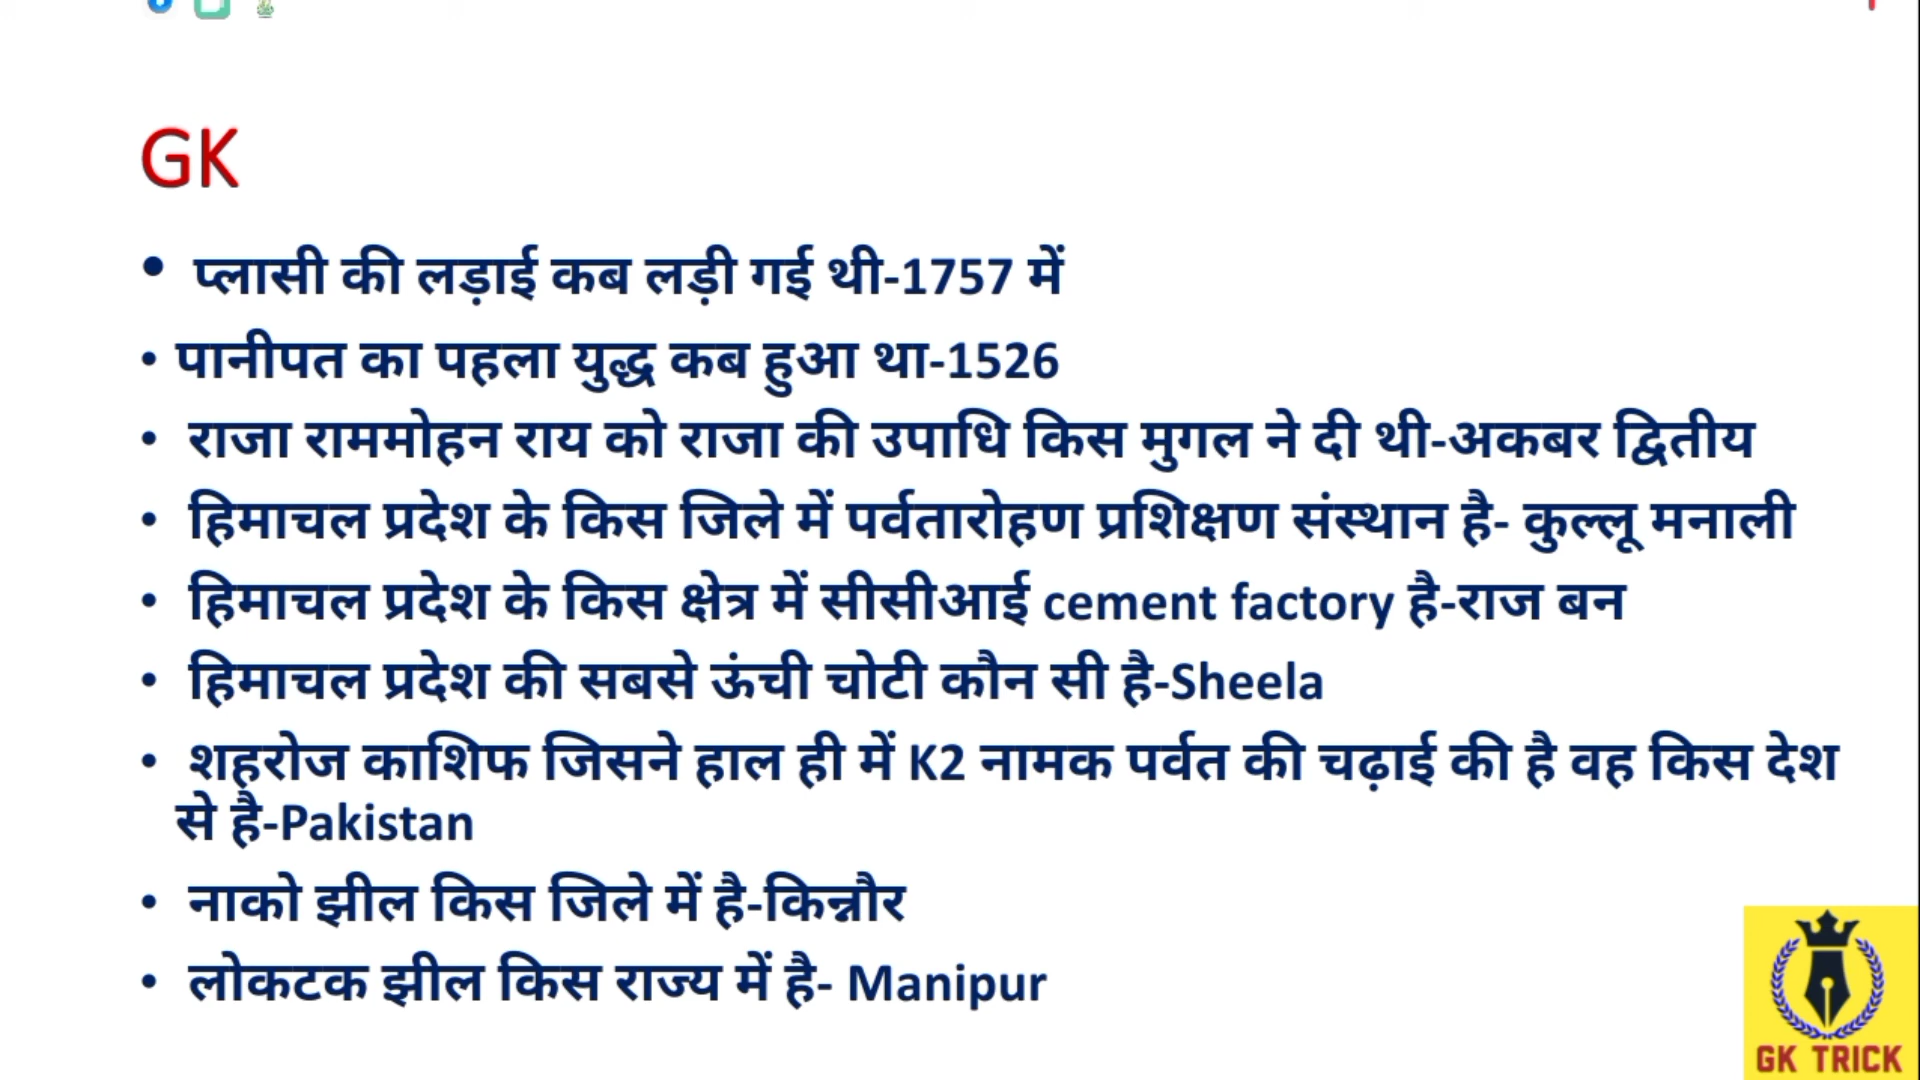 GK
• प्लासी की लड़ाई कब लड़ी गई थी-1757 में
• पानीपत का पहला युद्ध कब हुआ था-1526
• राजा राममोहन राय को राजा की उपाधि किस मुगल ने दी थी-अकबर द्वितीय
• हिमाचल प्रदेश के किस जिले में पर्वतारोहण प्रशिक्षण संस्थान है- कुल्लू मनाली
• हिमाचल प्रदेश के किस क्षेत्र में सीसीआई cement factory है-राज बन
• हिमाचल प्रदेश की सबसे ऊंची चोटी कौन सी है-Sheela
• शहरोज काशिफ जिसने हाल ही में K2 नामक पर्वत की चढ़ाई की है वह किस देश
से है-Pakistan
• नाको झील किस जिले में है-किन्नौर
• लोकटक झील किस राज्य में है- Manipur
GK TRICK